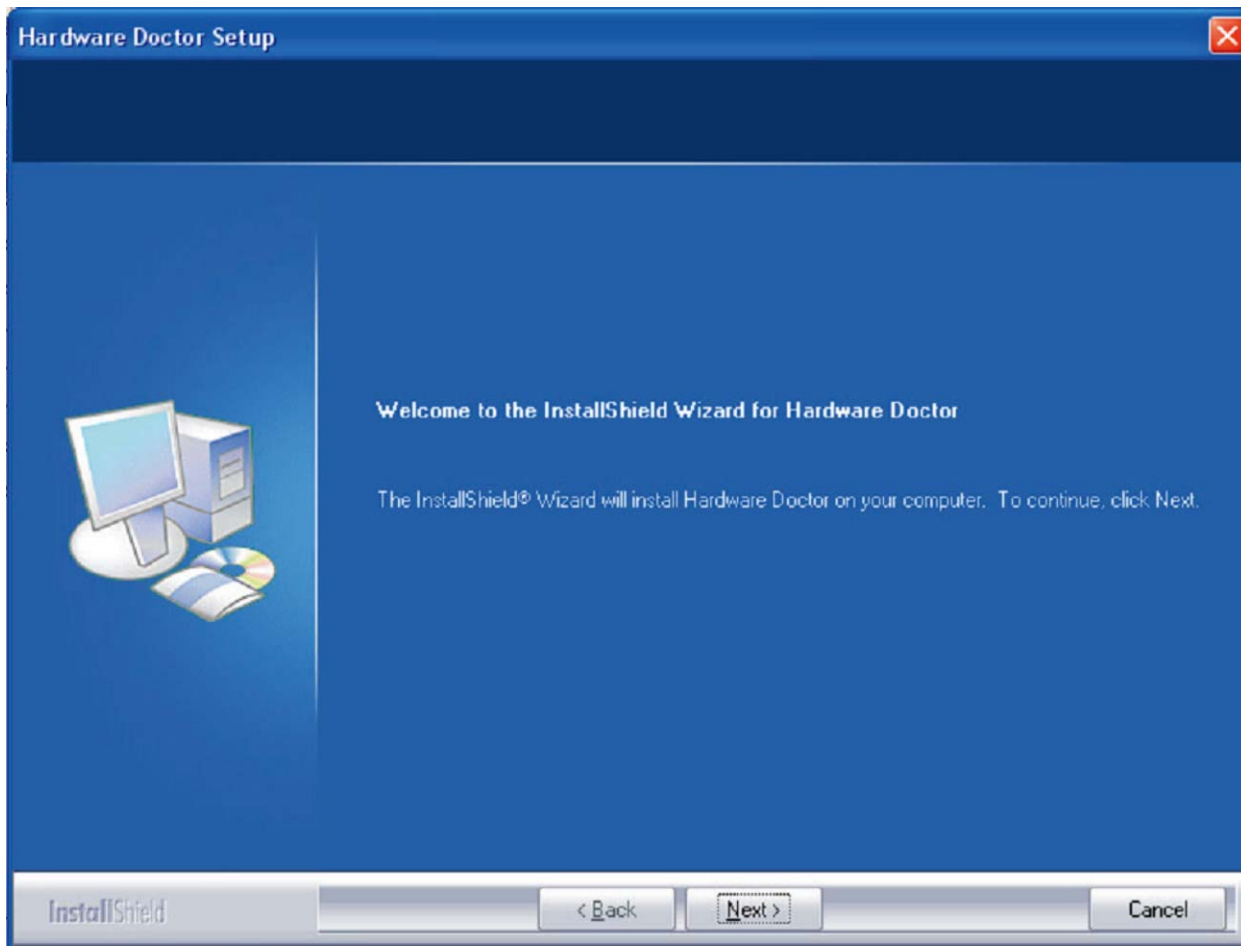 Hardware Doctor Setup
Welcome to the InstallShield Wizard for Hardware Doctor
The InstallShield® Wizard will install Hardware Doctor on your computer. To continue, click Next.
InstallShield
< Back
Next >
Cancel